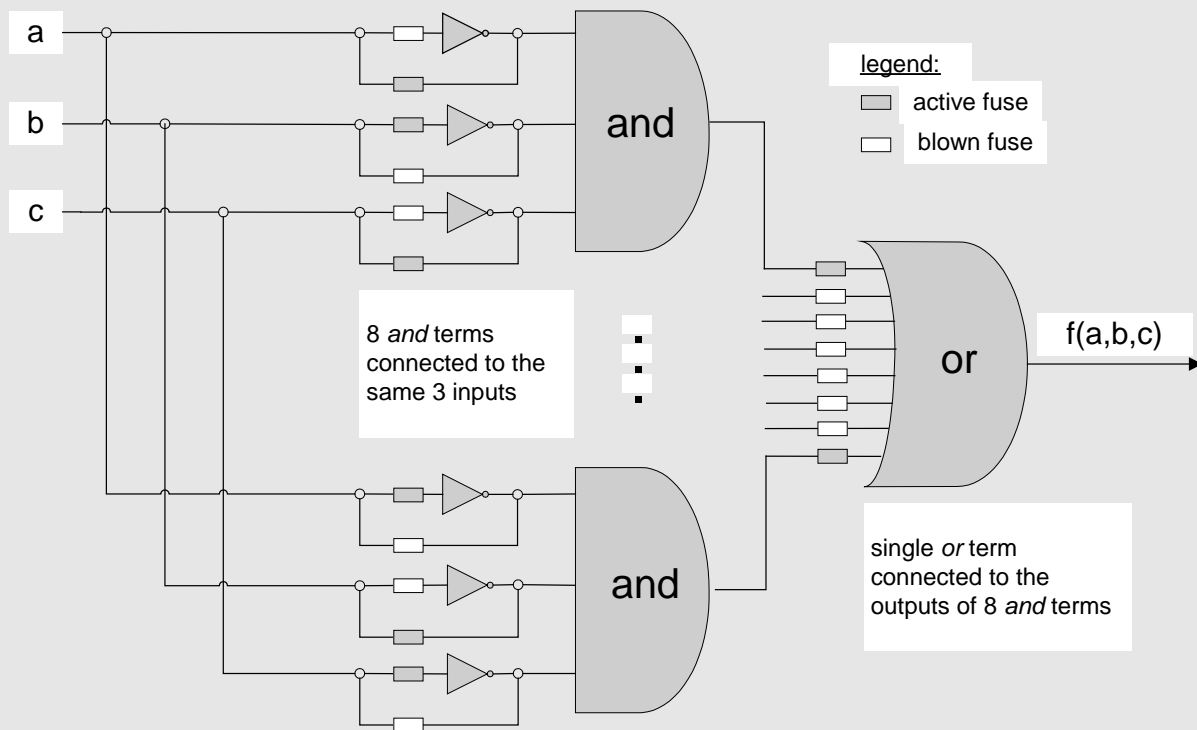 a
b
c
and
legend:
active fuse
blown fuse
8 and terms
connected to the
same 3 inputs
or
f(a,b,c)
and
single or term
connected to the
outputs of 8 and terms